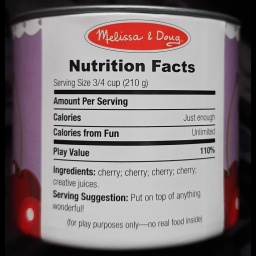 Melissa & Doug
Nutrition Facts
Serving Size 3/4 cup (210 g)
Amount Per Serving
Calories Just enough
Calories from Fun Unlimited
Play Value 110%
Ingredients: cherry; cherry; cherry; cherry;
creative juices.
Serving Suggestion: Put on top of anything
wonderful!
(for play purposes only—no real food inside)